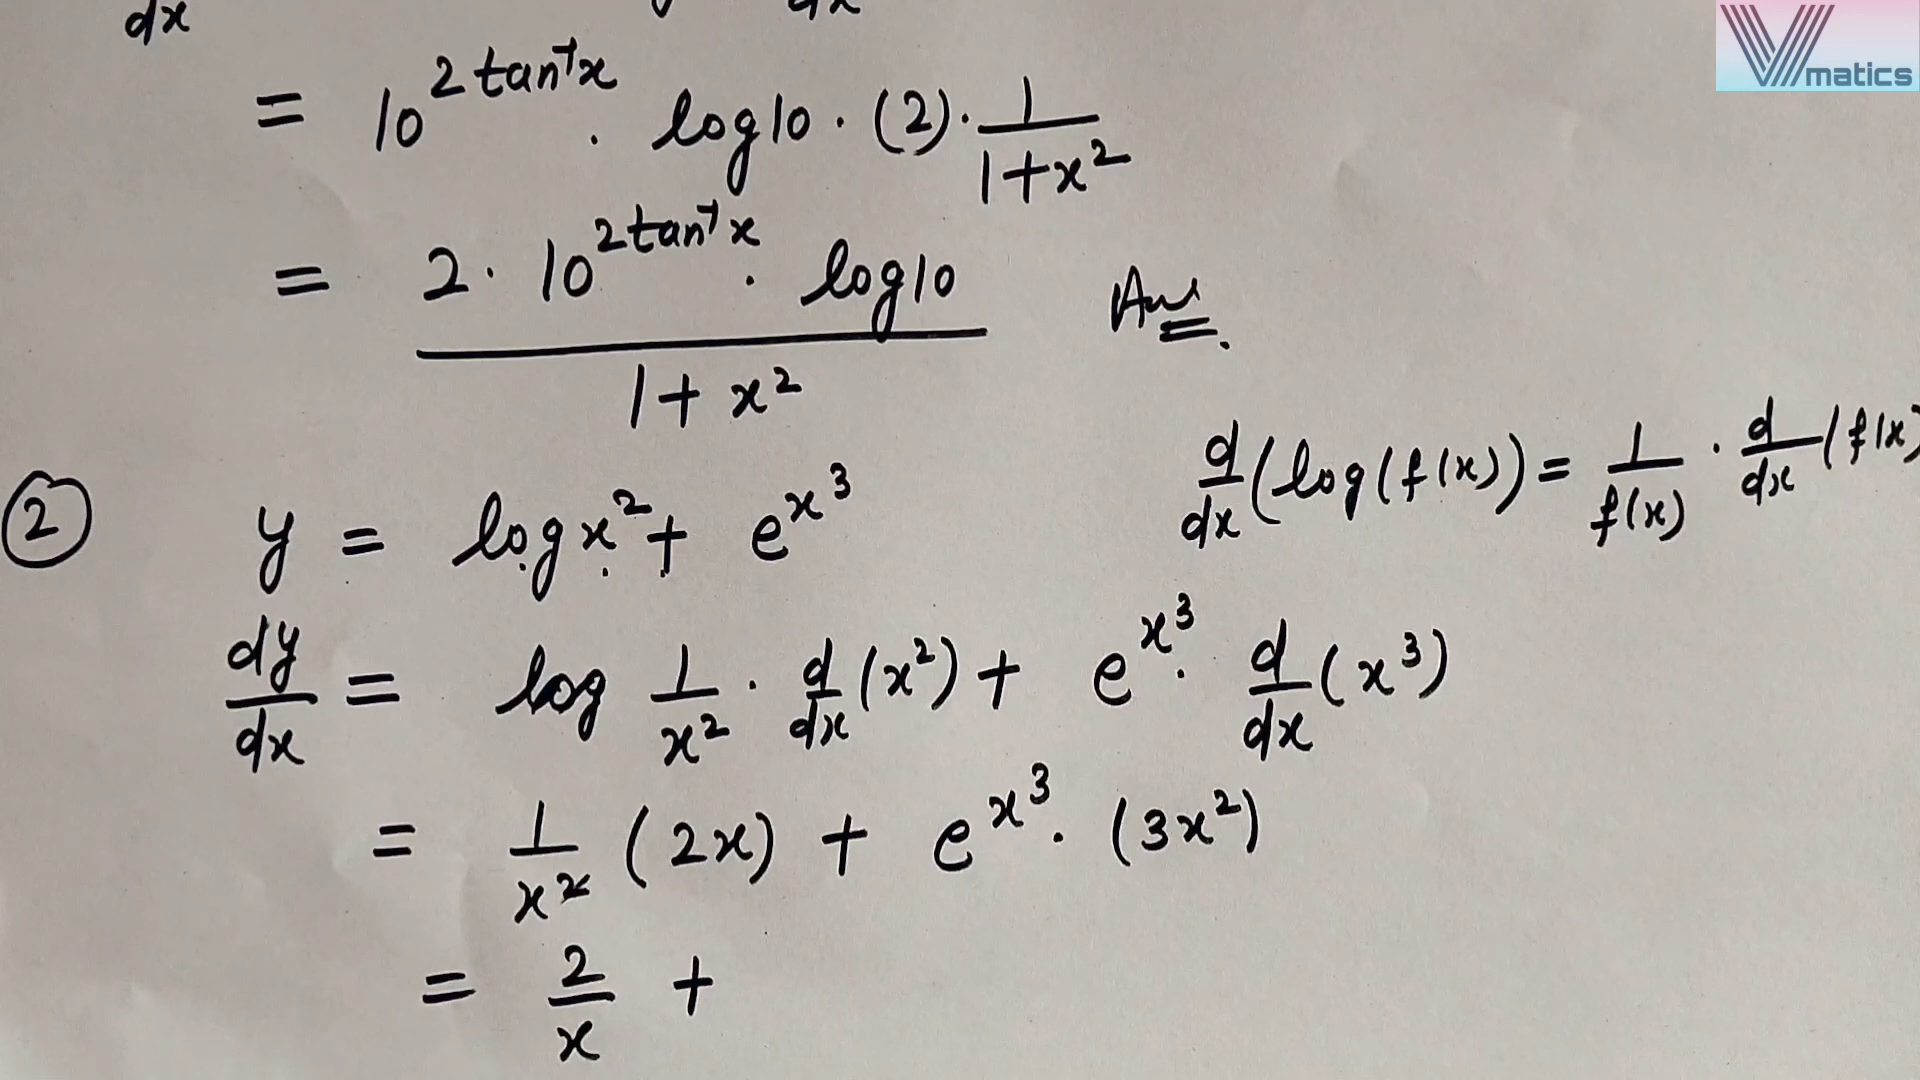 dx dx
Vmatics
= 10^{2 tan⁻¹x} . log10 . (2) . 1/(1+x²)
= (2 . 10^{2tan⁻¹x} . log10)/(1+x²) Ans.
d/dx (log(f(x)) = 1/f(x) . d/dx (f(x)
② y = log x² + e^{x³}
dy/dx = log 1/x² . d/dx (x²) + e^{x³} . d/dx (x³)
= 1/x² (2x) + e^{x³} . (3x²)
= 2/x +